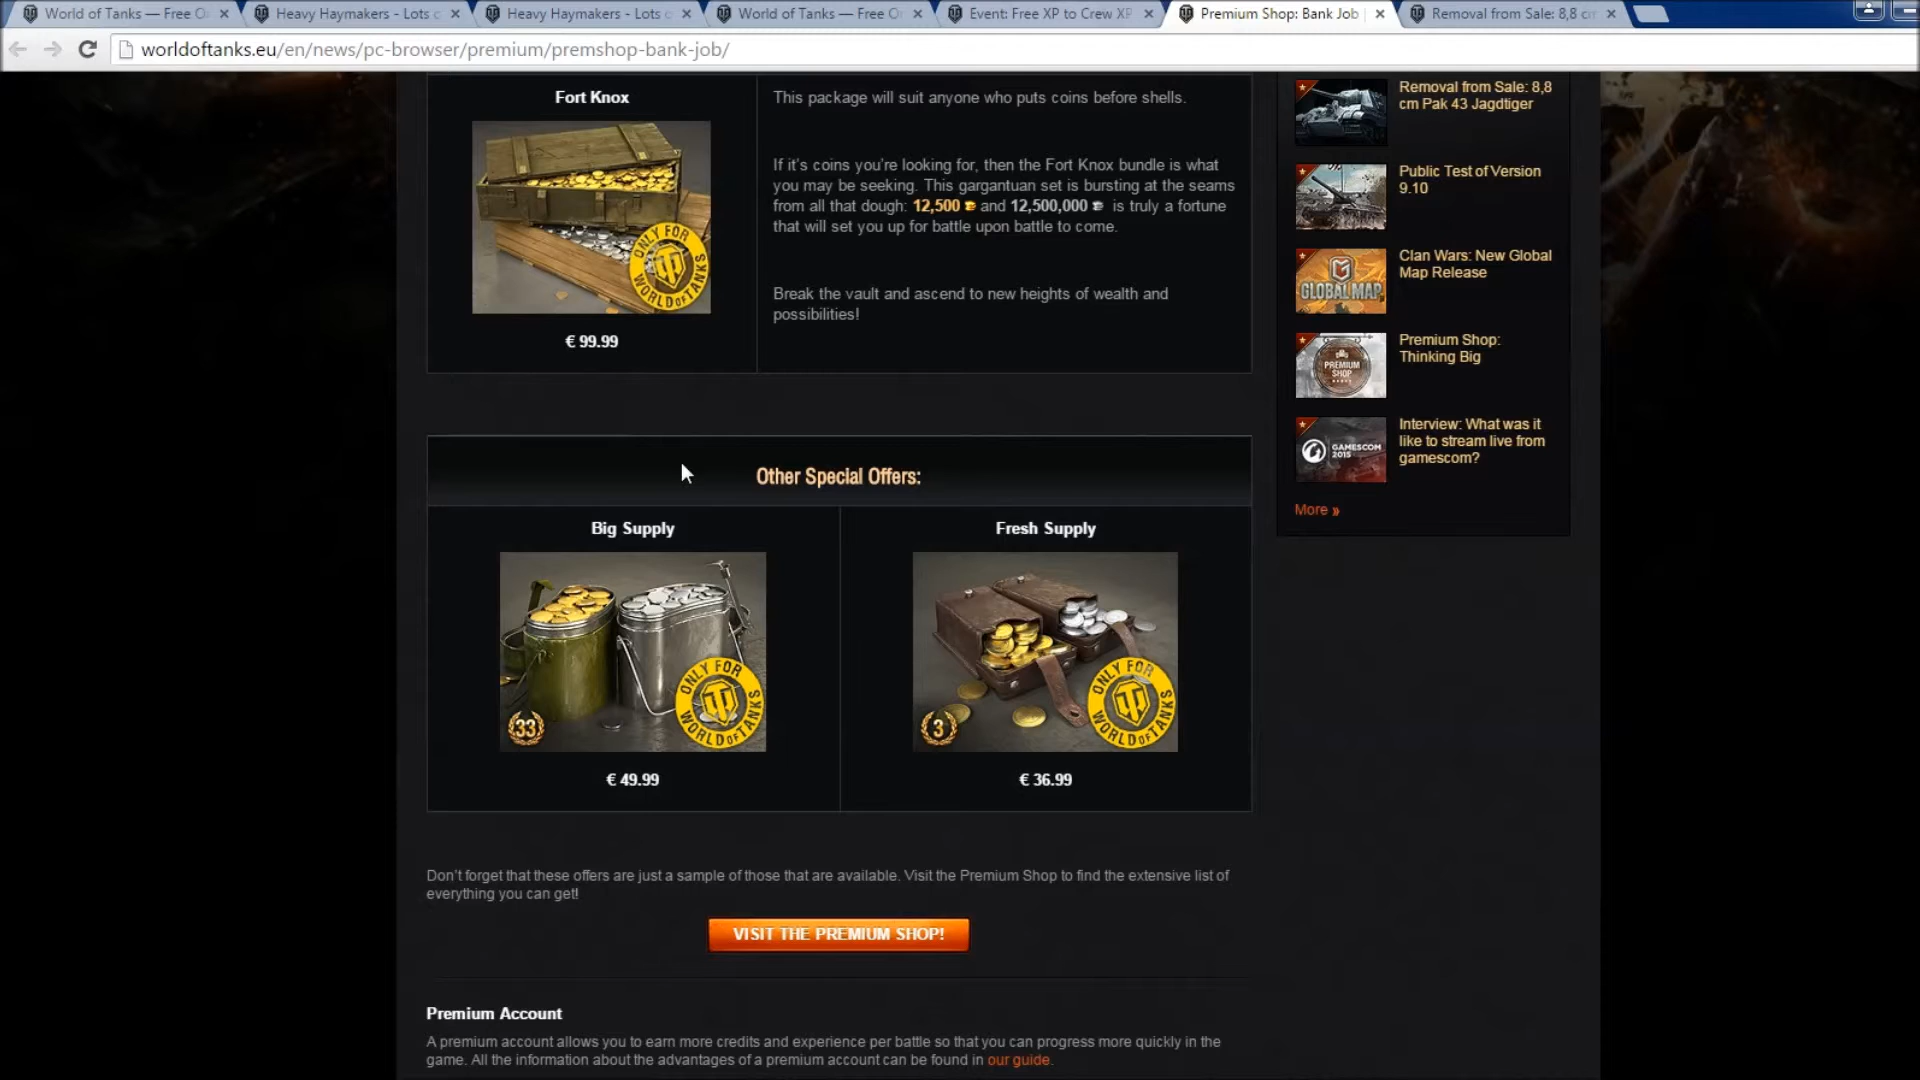 World of Tanks — Free O
Heavy Haymakers - Lots o
Heavy Haymakers - Lots o
World of Tanks — Free O
Event: Free XP to Crew XP
Premium Shop: Bank Job
Removal from Sale: 8,8 cm
worldoftanks.eu/en/news/pc-browser/premium/premshop-bank-job/
Fort Knox
ONLY FOR
WORLD OF TANKS
€ 99.99
This package will suit anyone who puts coins before shells.
If it's coins you're looking for, then the Fort Knox bundle is what
you may be seeking. This gargantuan set is bursting at the seams
from all that dough: 12,500 and 12,500,000 is truly a fortune
that will set you up for battle upon battle to come.
Break the vault and ascend to new heights of wealth and
possibilities!
Removal from Sale: 8,8
cm Pak 43 Jagdtiger
Public Test of Version
9.10
GLOBAL MAP
Clan Wars: New Global
Map Release
PREMIUM
SHOP
Premium Shop:
Thinking Big
GAMESCOM
2015
Interview: What was it
like to stream live from
gamescom?
More »
Other Special Offers:
Big Supply
33
ONLY FOR
WORLD OF TANKS
€ 49.99
Fresh Supply
3
ONLY FOR
WORLD OF TANKS
€ 36.99
Don't forget that these offers are just a sample of those that are available. Visit the Premium Shop to find the extensive list of
everything you can get!
VISIT THE PREMIUM SHOP!
Premium Account
A premium account allows you to earn more credits and experience per battle so that you can progress more quickly in the
game. All the information about the advantages of a premium account can be found in our guide.